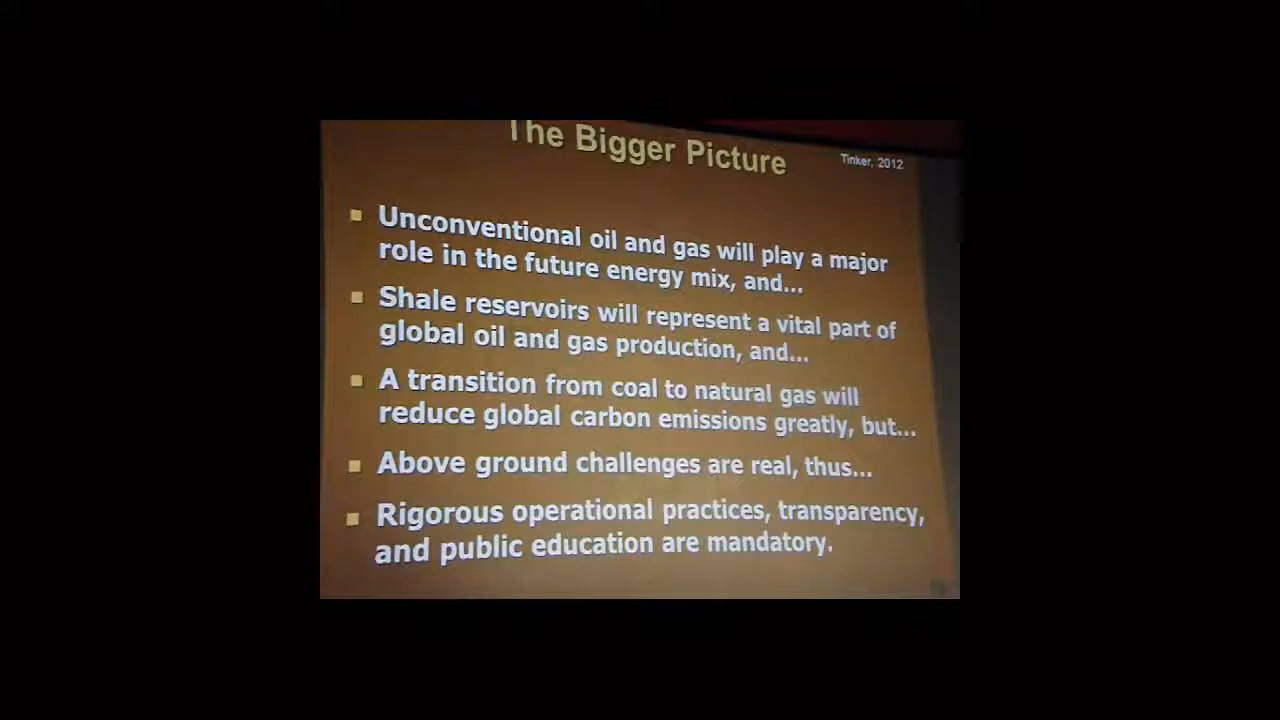 The Bigger Picture
Tinker, 2012
Unconventional oil and gas will play a major
role in the future energy mix, and...
Shale reservoirs will represent a vital part of
global oil and gas production, and...
A transition from coal to natural gas will
reduce global carbon emissions greatly, but...
Above ground challenges are real, thus...
Rigorous operational practices, transparency,
and public education are mandatory.